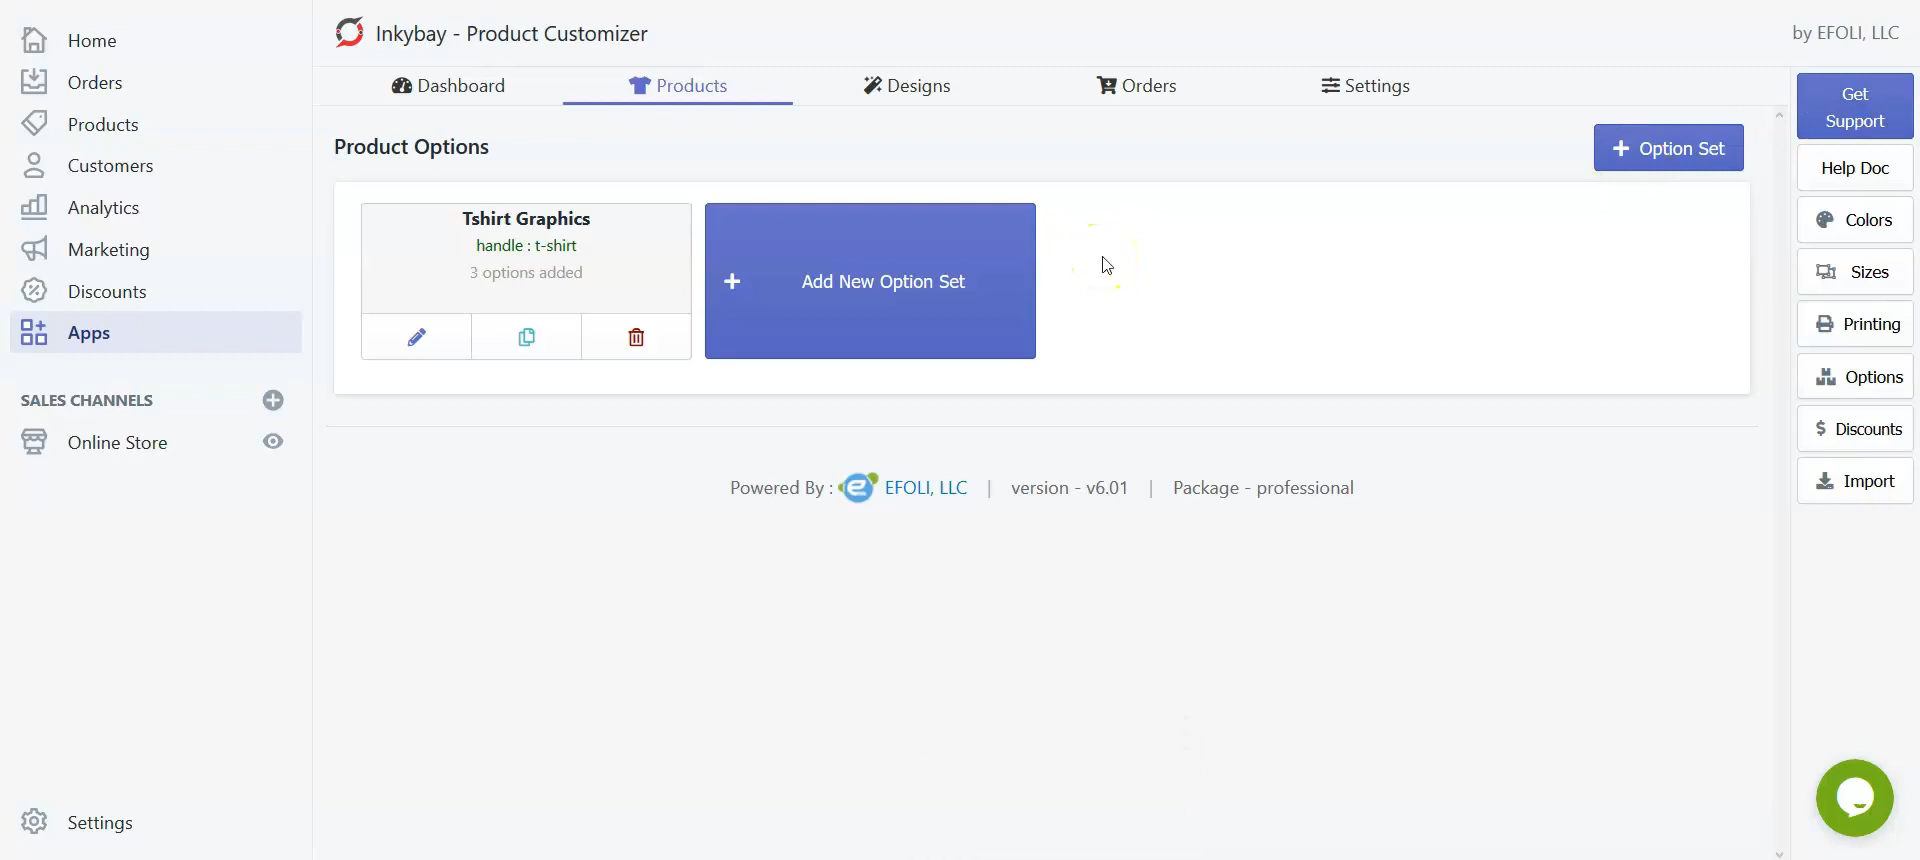 Home
Orders
Products
Customers
Analytics
Marketing
Discounts
Apps
SALES CHANNELS
Online Store
Settings
Inkybay - Product Customizer
by EFOLI, LLC
Dashboard
Products
Designs
Orders
Settings
Product Options
+ Option Set
Tshirt Graphics
handle : t-shirt
3 options added
+ Add New Option Set
Powered By : EFOLI, LLC | version - v6.01 | Package - professional
Get
Support
Help Doc
Colors
Sizes
Printing
Options
$ Discounts
Import